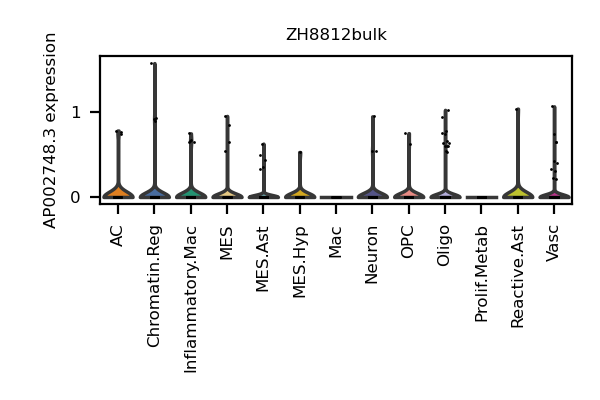 ZH8812bulk
AP002748.3 expression
1
0
AC
Chromatin.Reg
Inflammatory.Mac
MES
MES.Ast
MES.Hyp
Mac
Neuron
OPC
Oligo
Prolif.Metab
Reactive.Ast
Vasc